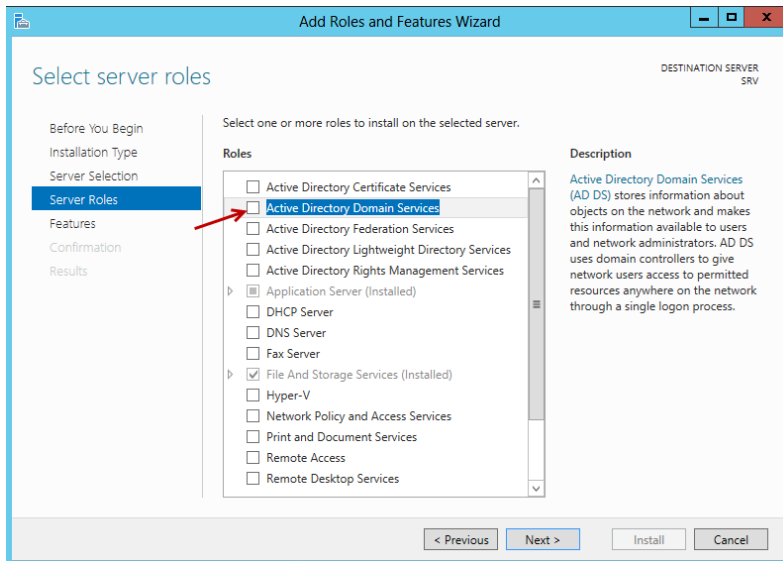 Add Roles and Features Wizard
Select server roles
DESTINATION SERVER
SRV
Before You Begin
Installation Type
Server Selection
Server Roles
Features
Confirmation
Results
Select one or more roles to install on the selected server.
Roles
Active Directory Certificate Services
Active Directory Domain Services
Active Directory Federation Services
Active Directory Lightweight Directory Services
Active Directory Rights Management Services
Application Server (Installed)
DHCP Server
DNS Server
Fax Server
File And Storage Services (Installed)
Hyper-V
Network Policy and Access Services
Print and Document Services
Remote Access
Remote Desktop Services
Description
Active Directory Domain Services
(AD DS) stores information about
objects on the network and makes
this information available to users
and network administrators. AD DS
uses domain controllers to give
network users access to permitted
resources anywhere on the network
through a single logon process.
< Previous
Next >
Install
Cancel